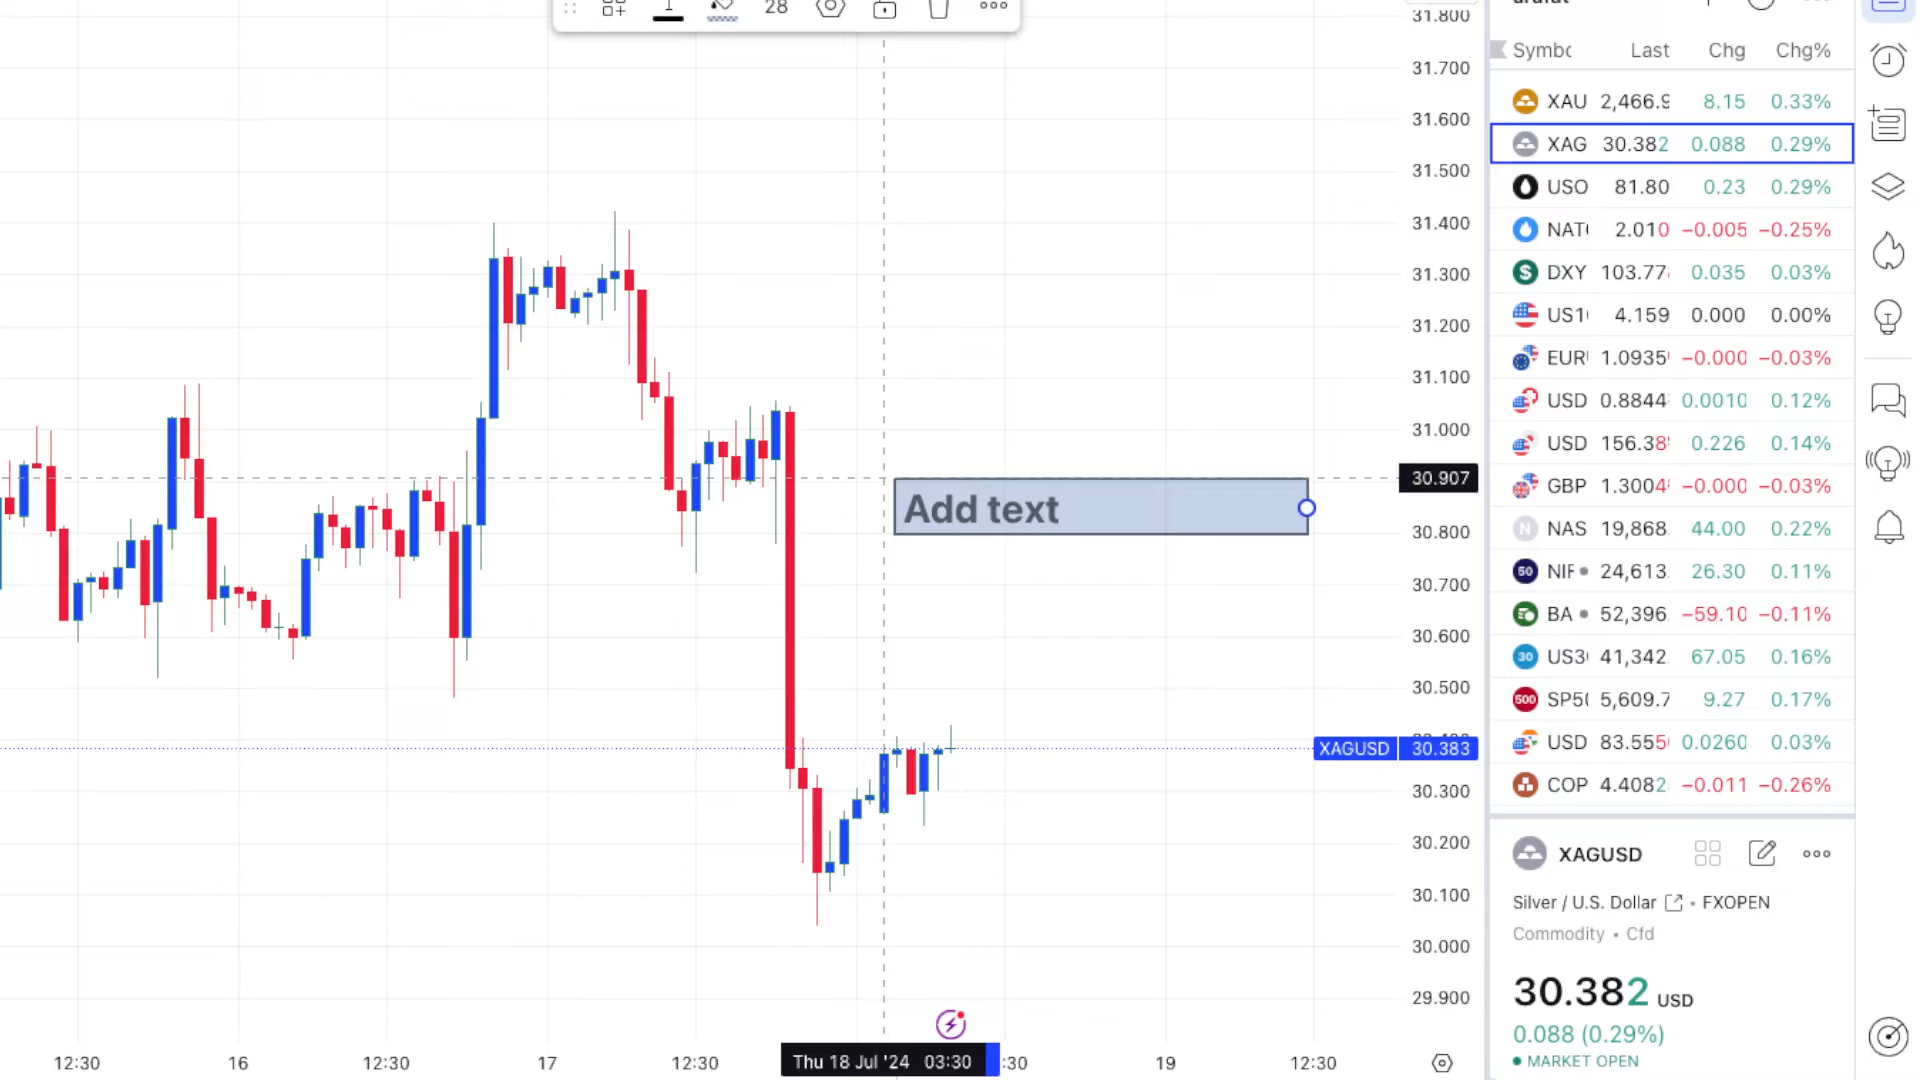 28
31.800
31.700
31.600
31.500
31.400
31.300
31.200
31.100
31.000
30.907
30.800
30.700
30.600
30.500
XAGUSD 30.383
30.300
30.200
30.100
30.000
29.900
Add text
12:30 16 12:30 17 12:30 Thu 18 Jul '24 03:30 :30 19 12:30
Symbo Last Chg Chg%
XAU 2,466.9 8.15 0.33%
XAG 30.382 0.088 0.29%
USO 81.80 0.23 0.29%
NAT 2.010 −0.005 −0.25%
DXY 103.77 0.035 0.03%
US1 4.159 0.000 0.00%
EUR 1.0935 −0.000 −0.03%
USD 0.8844 0.0010 0.12%
USD 156.38 0.226 0.14%
GBP 1.3004 −0.000 −0.03%
N NAS 19,868. 44.00 0.22%
50 NIF 24,613. 26.30 0.11%
BA 52,396. −59.10 −0.11%
30 US3 41,342. 67.05 0.16%
500 SP5 5,609.7 9.27 0.17%
USD 83.555 0.0260 0.03%
COP 4.4082 −0.011 −0.26%
XAGUSD
Silver / U.S. Dollar • FXOPEN
Commodity • Cfd
30.382 USD
0.088 (0.29%)
MARKET OPEN